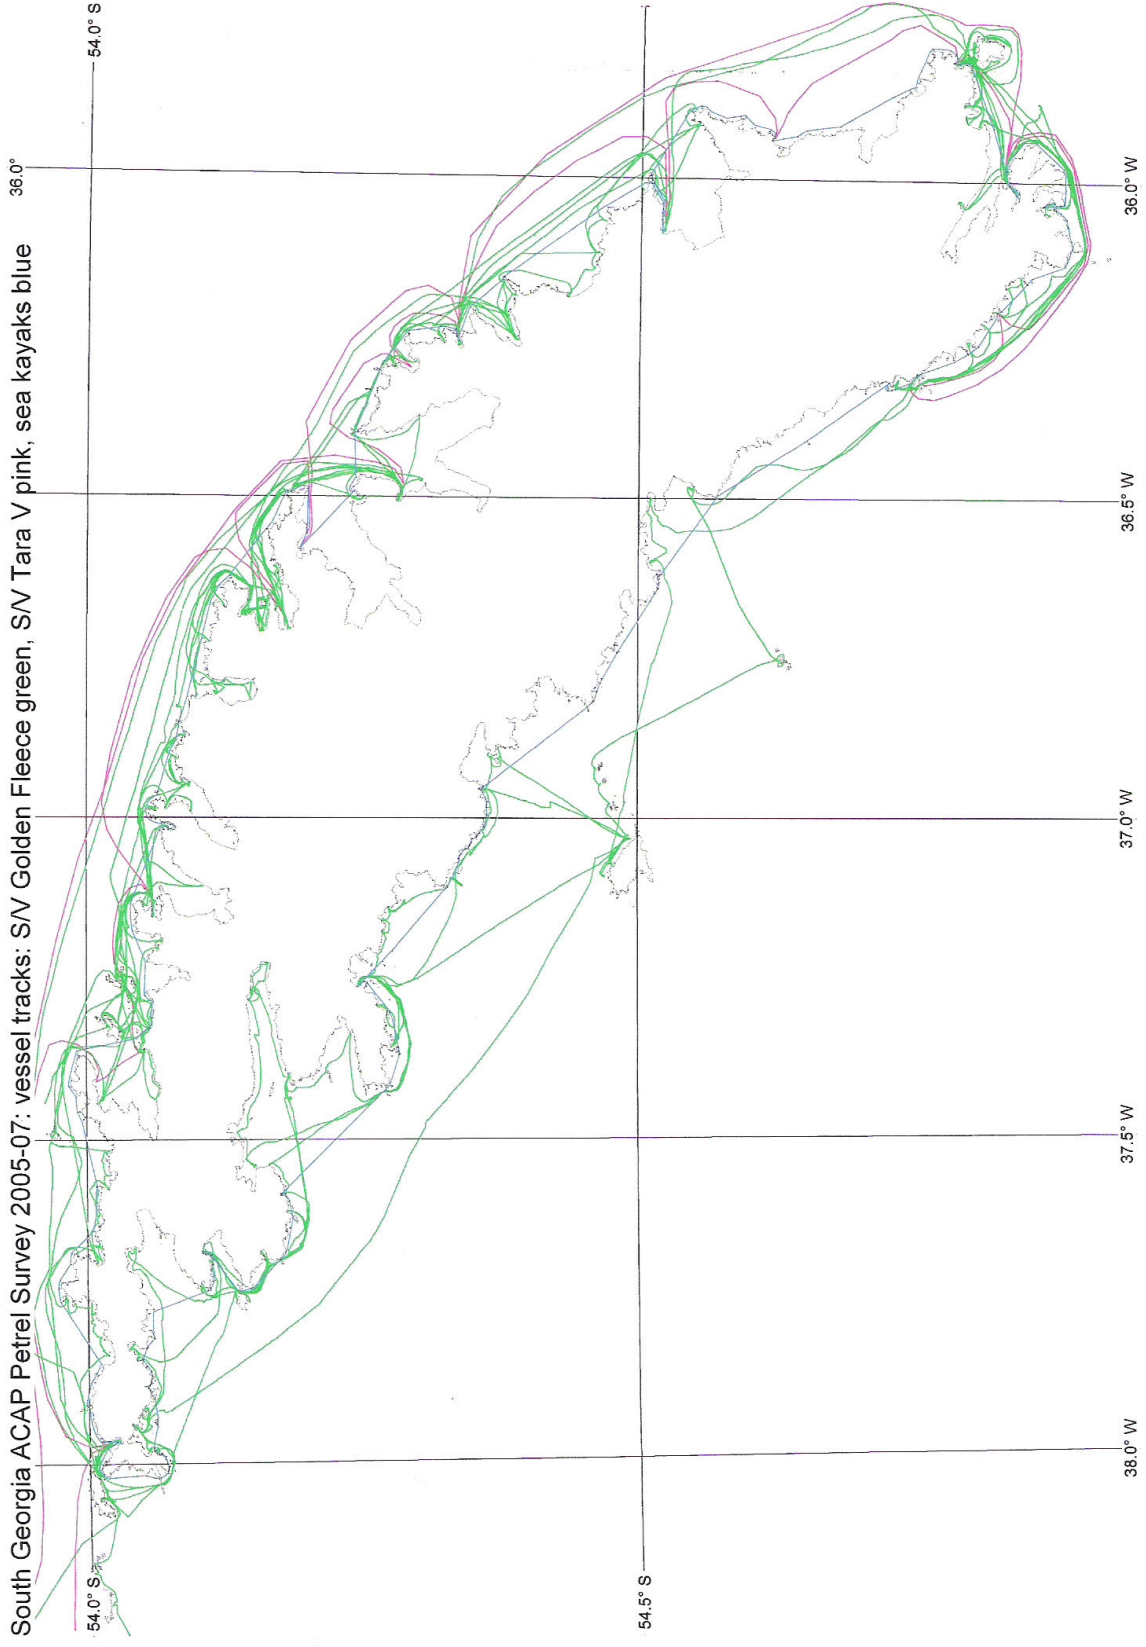 South Georgia ACAP Petrel Survey 2005-07: vessel tracks: S/V Golden Fleece green, S/V Tara V pink, sea kayaks blue
36.0°
54.0° S
54.0° S
54.5° S
38.0° W
37.5° W
37.0° W
36.5° W
36.0° W